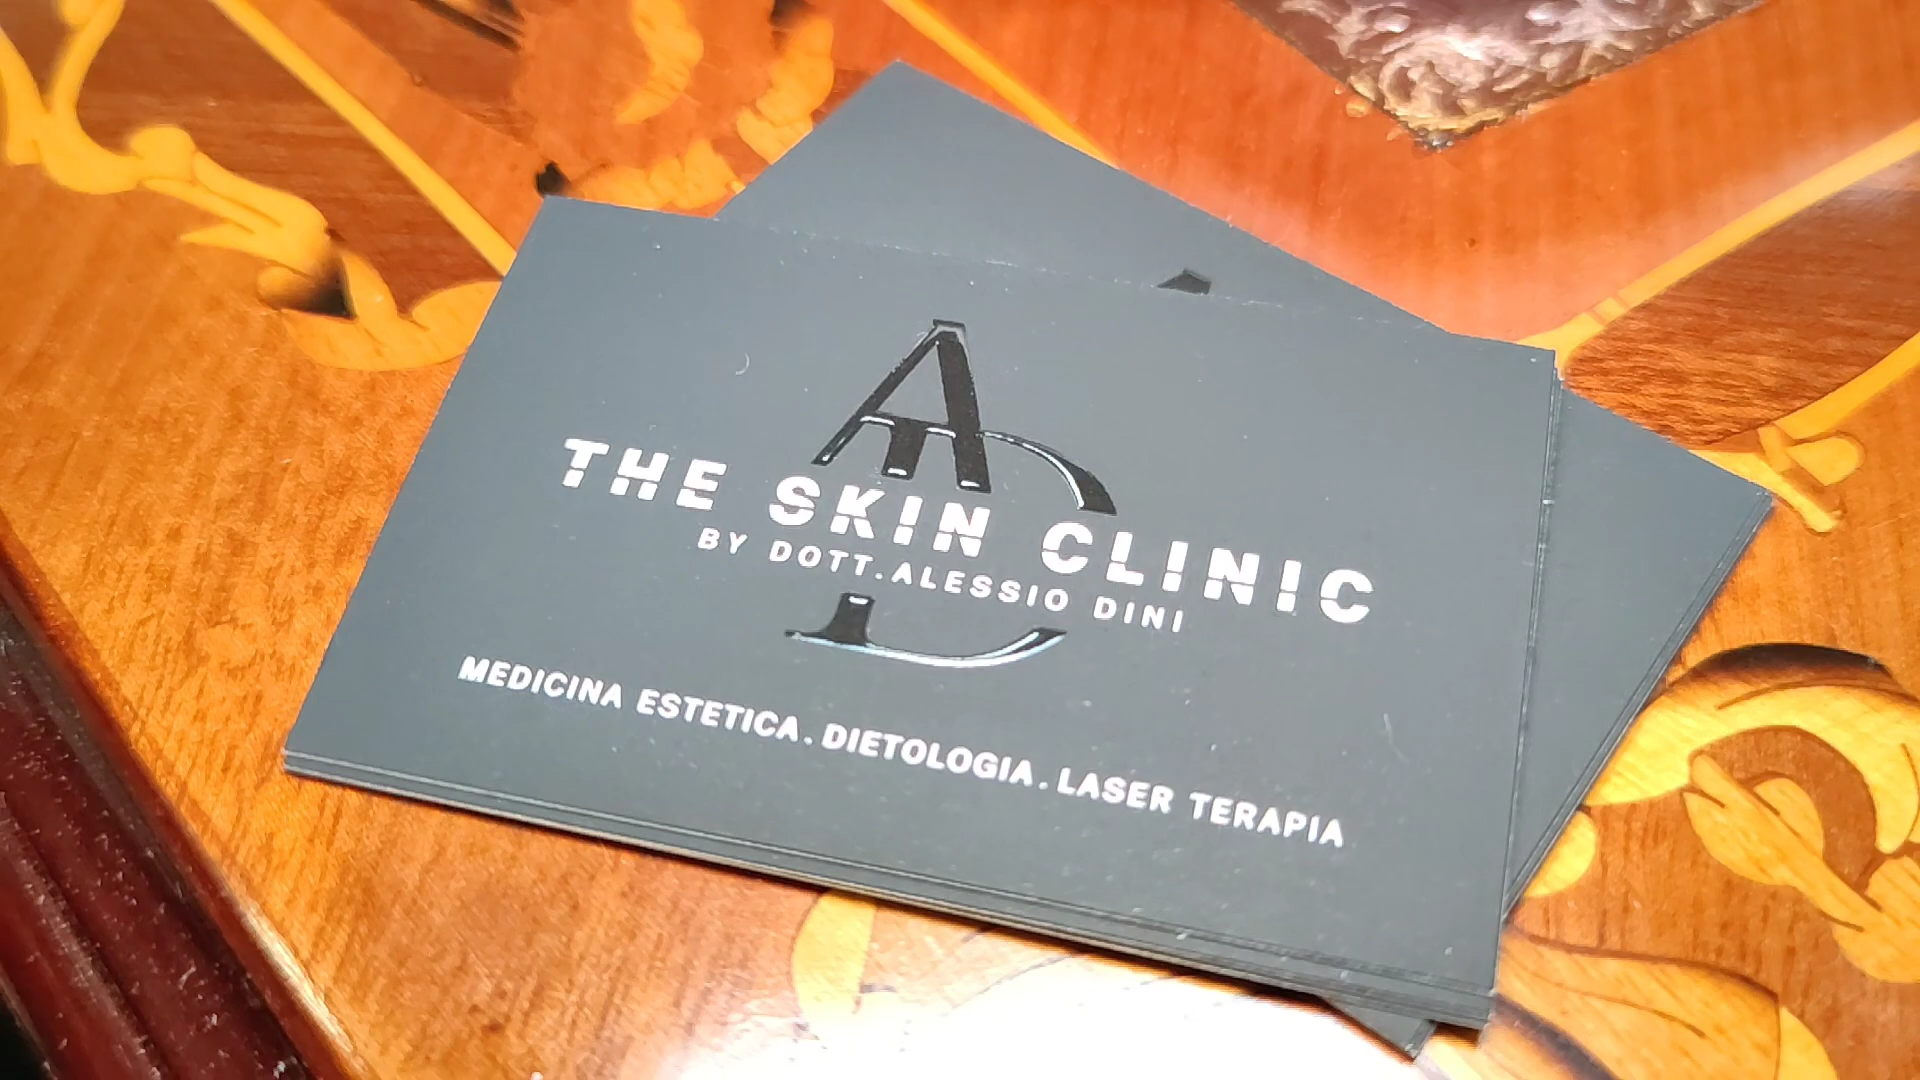 AD
THE SKIN CLINIC
BY DOTT.ALESSIO DINI
MEDICINA ESTETICA.DIETOLOGIA.LASER TERAPIA